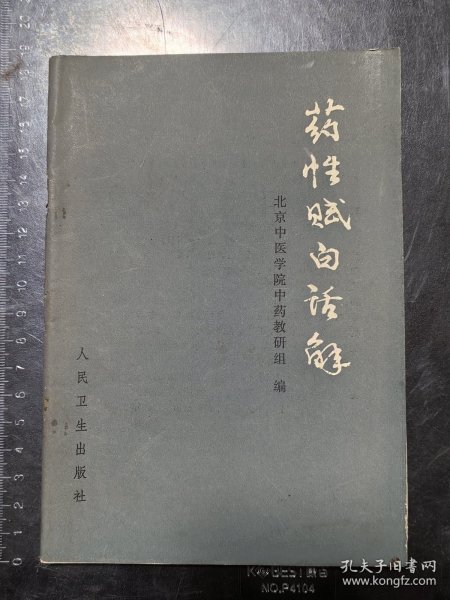 药性赋白话解
北京中医学院中药教研组 编
人民卫生出版社
NO.P4104
孔夫子旧书网
www.kongfz.com